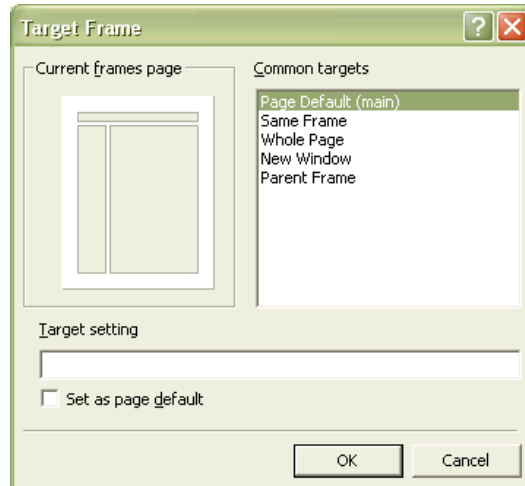 Target Frame
Current frames page
Common targets
Page Default (main)
Same Frame
Whole Page
New Window
Parent Frame
Target setting
Set as page default
OK
Cancel